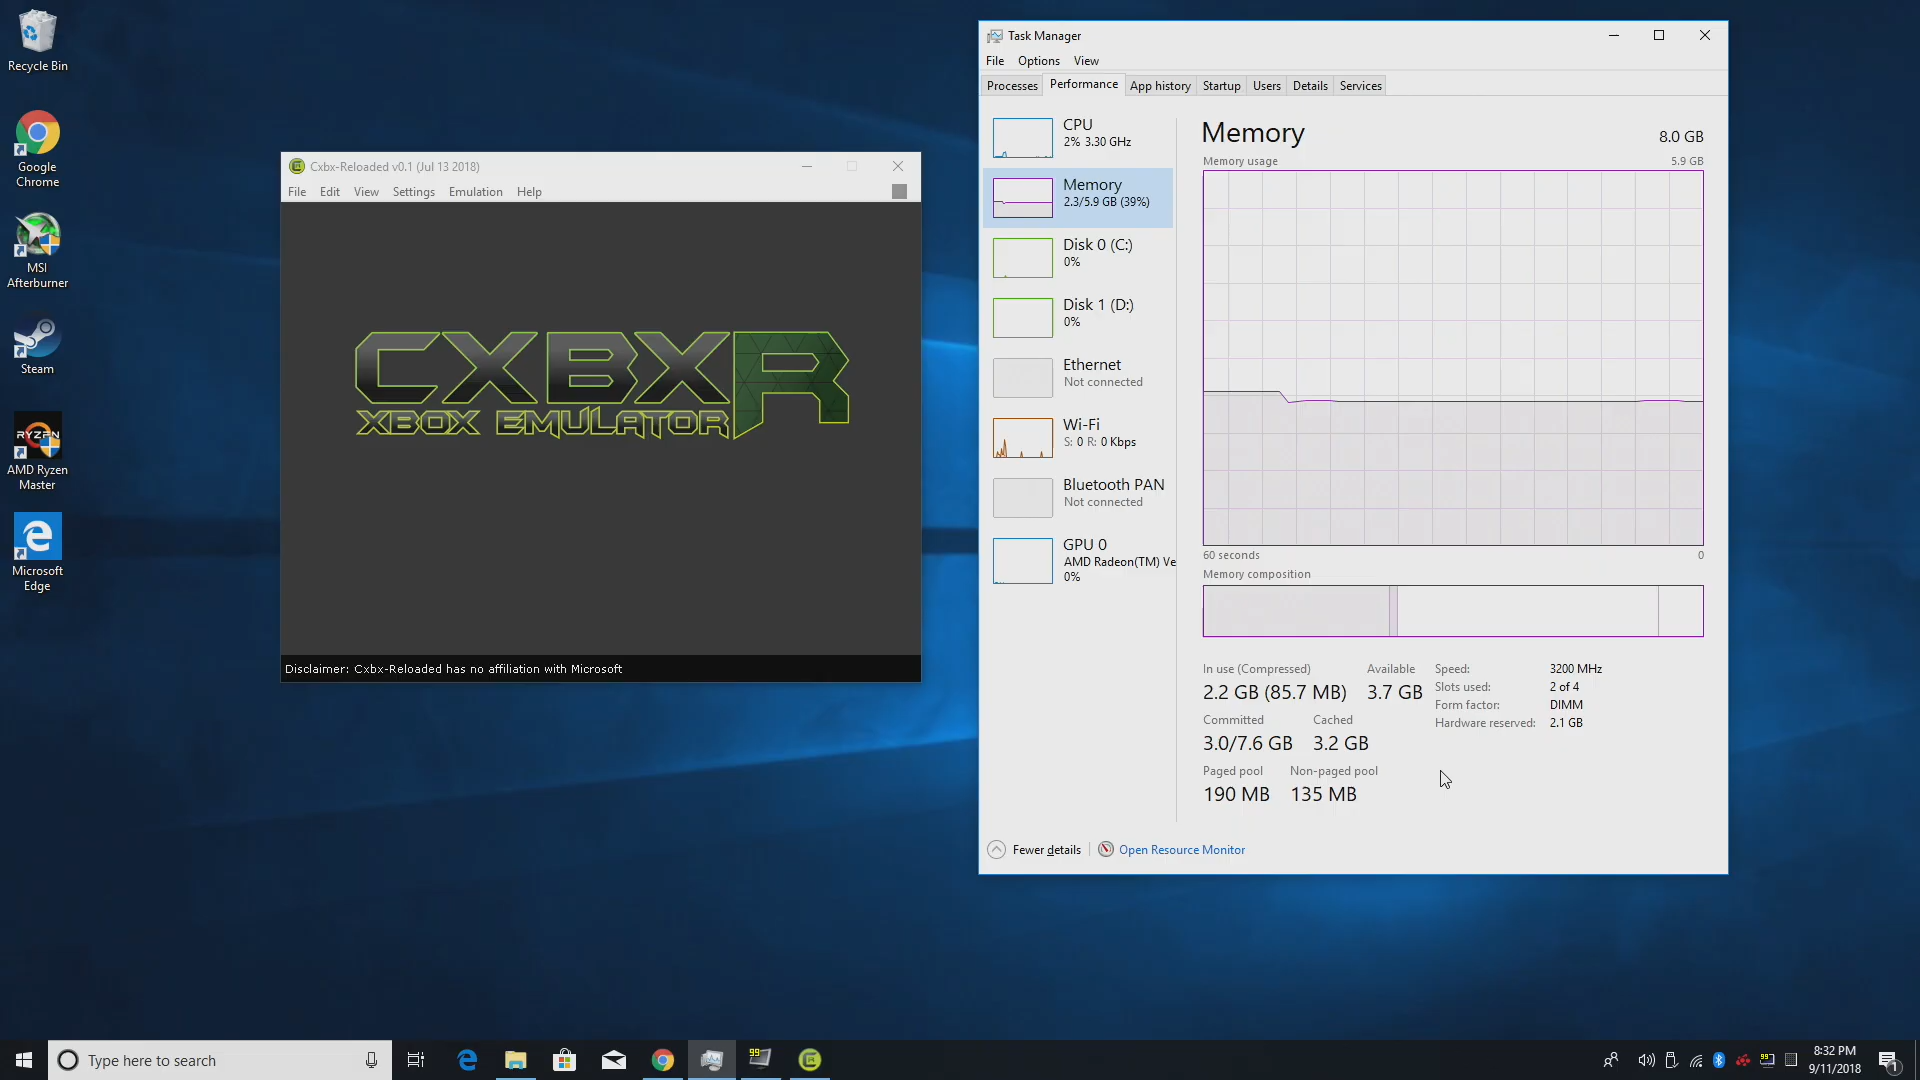 Recycle Bin
Google
Chrome
MSI
Afterburner
Steam
RYZEN
AMD Ryzen
Master
Microsoft
Edge
Cxbx-Reloaded v0.1 (Jul 13 2018)
File Edit View Settings Emulation Help
CXBXR
XBOX EMULATOR
Disclaimer: Cxbx-Reloaded has no affiliation with Microsoft
Task Manager
File Options View
Processes Performance App history Startup Users Details Services
CPU
2% 3.30 GHz
Memory
2.3/5.9 GB (39%)
Disk 0 (C:)
0%
Disk 1 (D:)
0%
Ethernet
Not connected
Wi-Fi
S: 0 R: 0 Kbps
Bluetooth PAN
Not connected
GPU 0
AMD Radeon(TM) Ve
0%
Memory 8.0 GB
Memory usage 5.9 GB
60 seconds 0
Memory composition
In use (Compressed) Available
2.2 GB (85.7 MB) 3.7 GB
Committed Cached
3.0/7.6 GB 3.2 GB
Paged pool Non-paged pool
190 MB 135 MB
Speed: 3200 MHz
Slots used: 2 of 4
Form factor: DIMM
Hardware reserved: 2.1 GB
Fewer details Open Resource Monitor
Type here to search
99
99
8:32 PM
9/11/2018
1